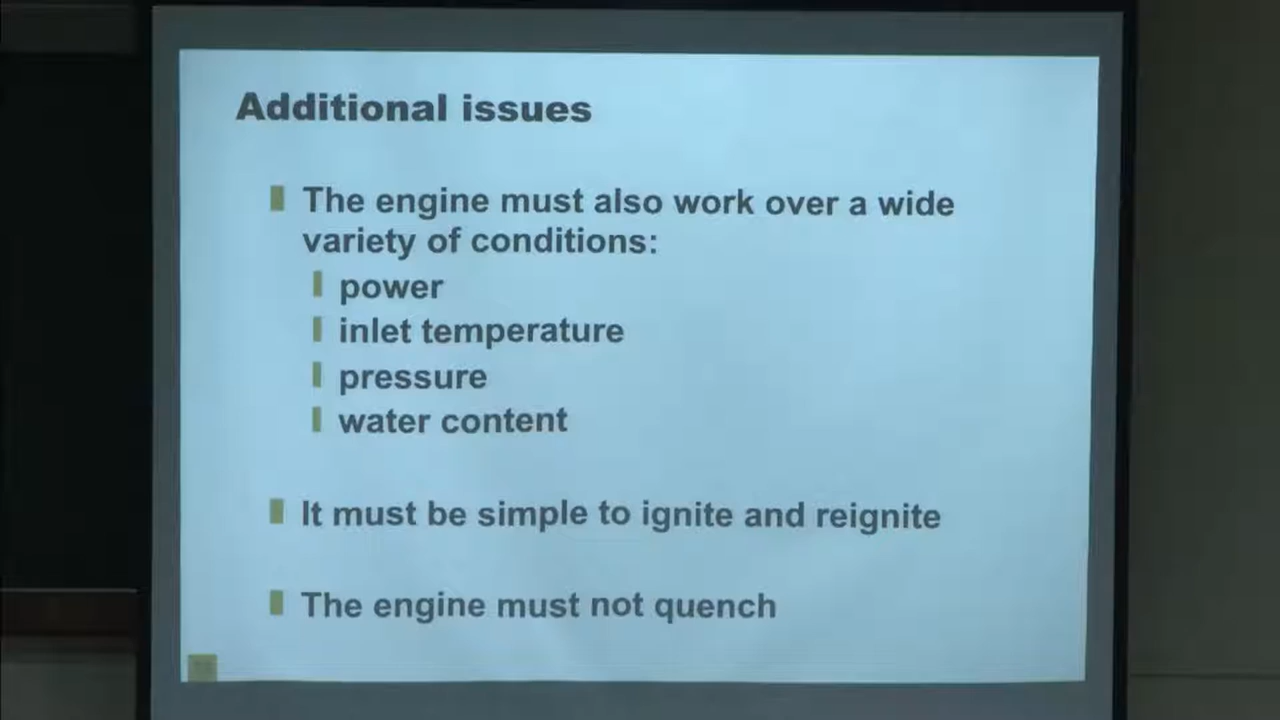 Additional issues
The engine must also work over a wide
variety of conditions:
power
inlet temperature
pressure
water content
It must be simple to ignite and reignite
The engine must not quench